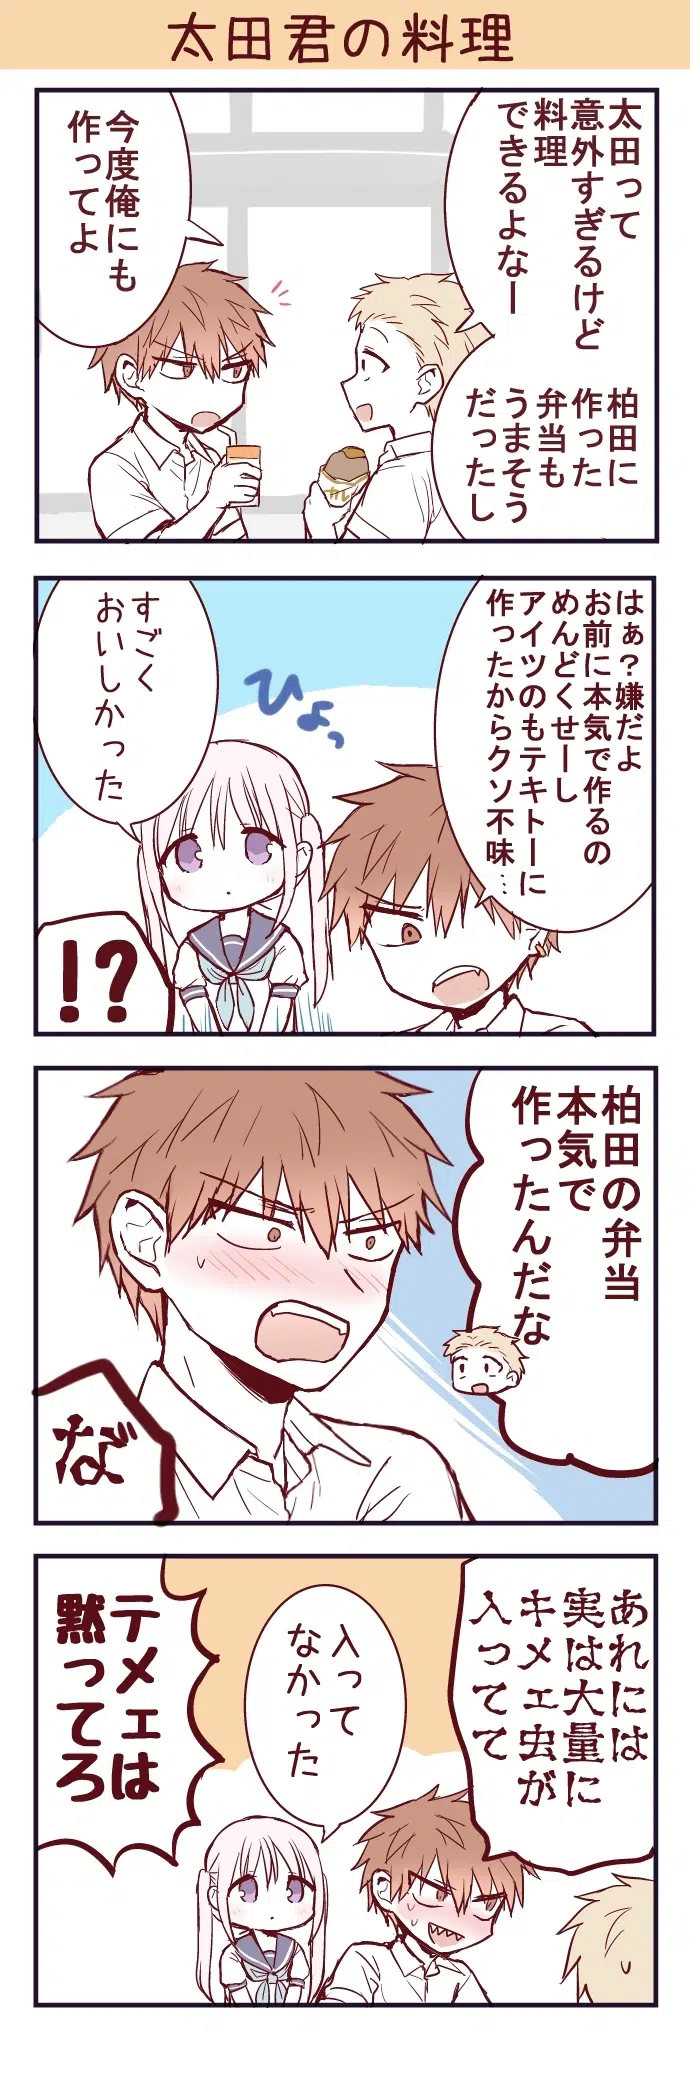 太田君の料理
太田って
意外すぎるけど
料理
できるよなー
柏田に
作った
弁当も
うまそう
だったし
今度俺にも
作ってよ
カレー
はぁ？嫌だよ
お前に本気で作るの
めんどくせーし
アイツのもテキトーに
作ったからクソ不味…
ひょっ
すごく
おいしかった
!?
柏田の弁当
本気で
作ったんだな
なっ
あれには
実は大量に
キメェ虫が
入ってて
入って
なかった
テメェは
黙ってろ